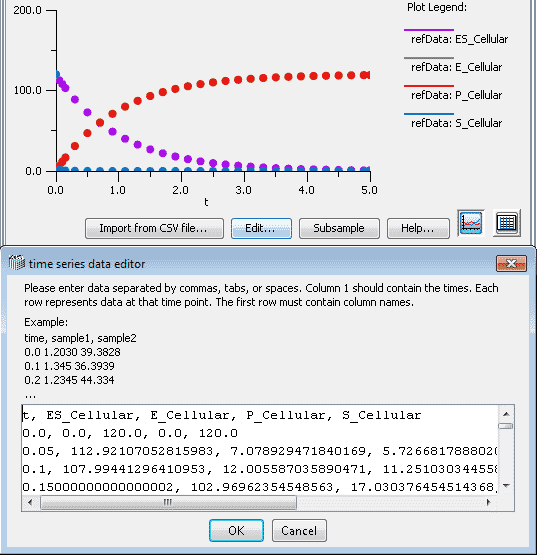 200.0
Plot Legend:
refData: ES_Cellular
refData: E_Cellular
100.0
refData: P_Cellular
refData: S_Cellular
0.0
0.0 1.0 2.0 3.0 4.0 5.0
t
Import from CSV file... Edit... Subsample Help...
time series data editor
Please enter data separated by commas, tabs, or spaces. Column 1 should contain the times. Each
row represents data at that time point. The first row must contain column names.
Example:
time, sample1, sample2
0.0 1.2030 39.3828
0.1 1.345 36.3939
0.2 1.2345 44.334
...
t, ES_Cellular, E_Cellular, P_Cellular, S_Cellular
0.0, 0.0, 120.0, 0.0, 120.0
0.05, 112.92107052815983, 7.078929471840169, 5.7266817888020
0.1, 107.99441296410953, 12.005587035890471, 11.251030344558
0.15000000000000002, 102.96962354548563, 17.030376454514368,
OK Cancel